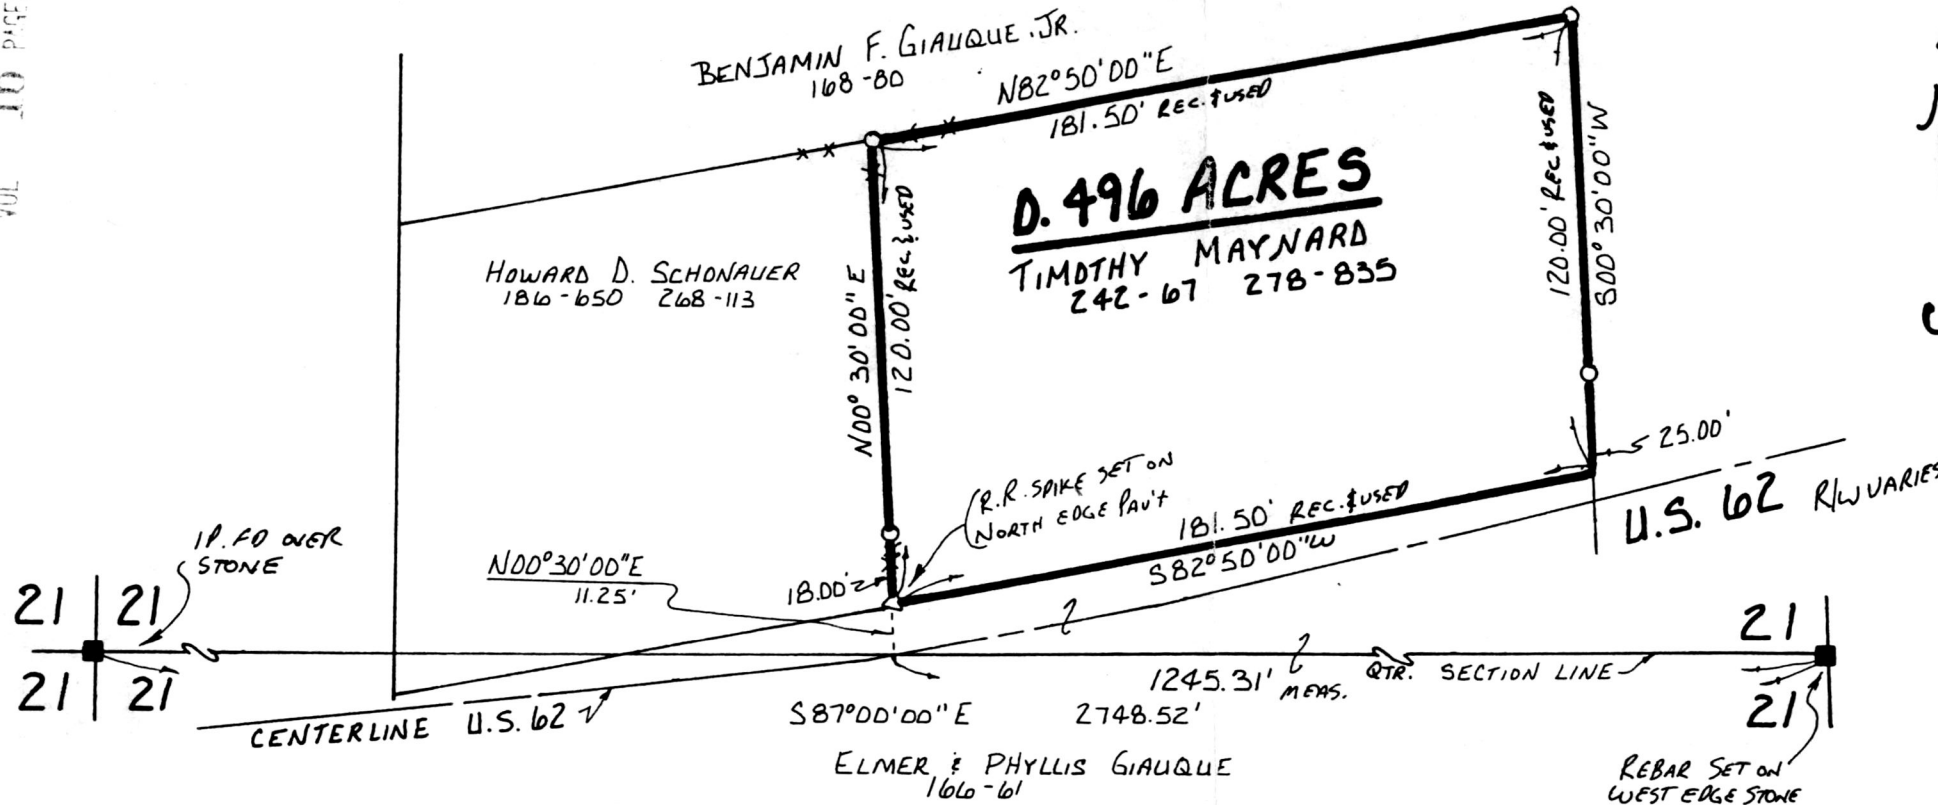 VOL 10 PAGE
BENJAMIN F. GIAUQUE, JR.
168-80
N82°50'00"E
181.50' REC. & USED
120.00' REC & USED
S00°30'00"W
0.496 ACRES
TIMOTHY MAYNARD
242-67 278-835
HOWARD D. SCHONAUER
186-650 268-113
N00°30'00"E
120.00' REC & USED
25.00'
U.S. 62 R/W VARIES
R.R. SPIKE SET ON
NORTH EDGE PAV'T
181.50' REC. & USED
S82°50'00"W
I.P. FD OVER
STONE
N00°30'00"E
11.25'
18.00'
21 21
21 21
21
21
1245.31' MEAS.
QTR. SECTION LINE
CENTERLINE U.S. 62
S87°00'00"E 2748.52'
ELMER & PHYLLIS GIAUQUE
166-61
REBAR SET ON
WEST EDGE STONE